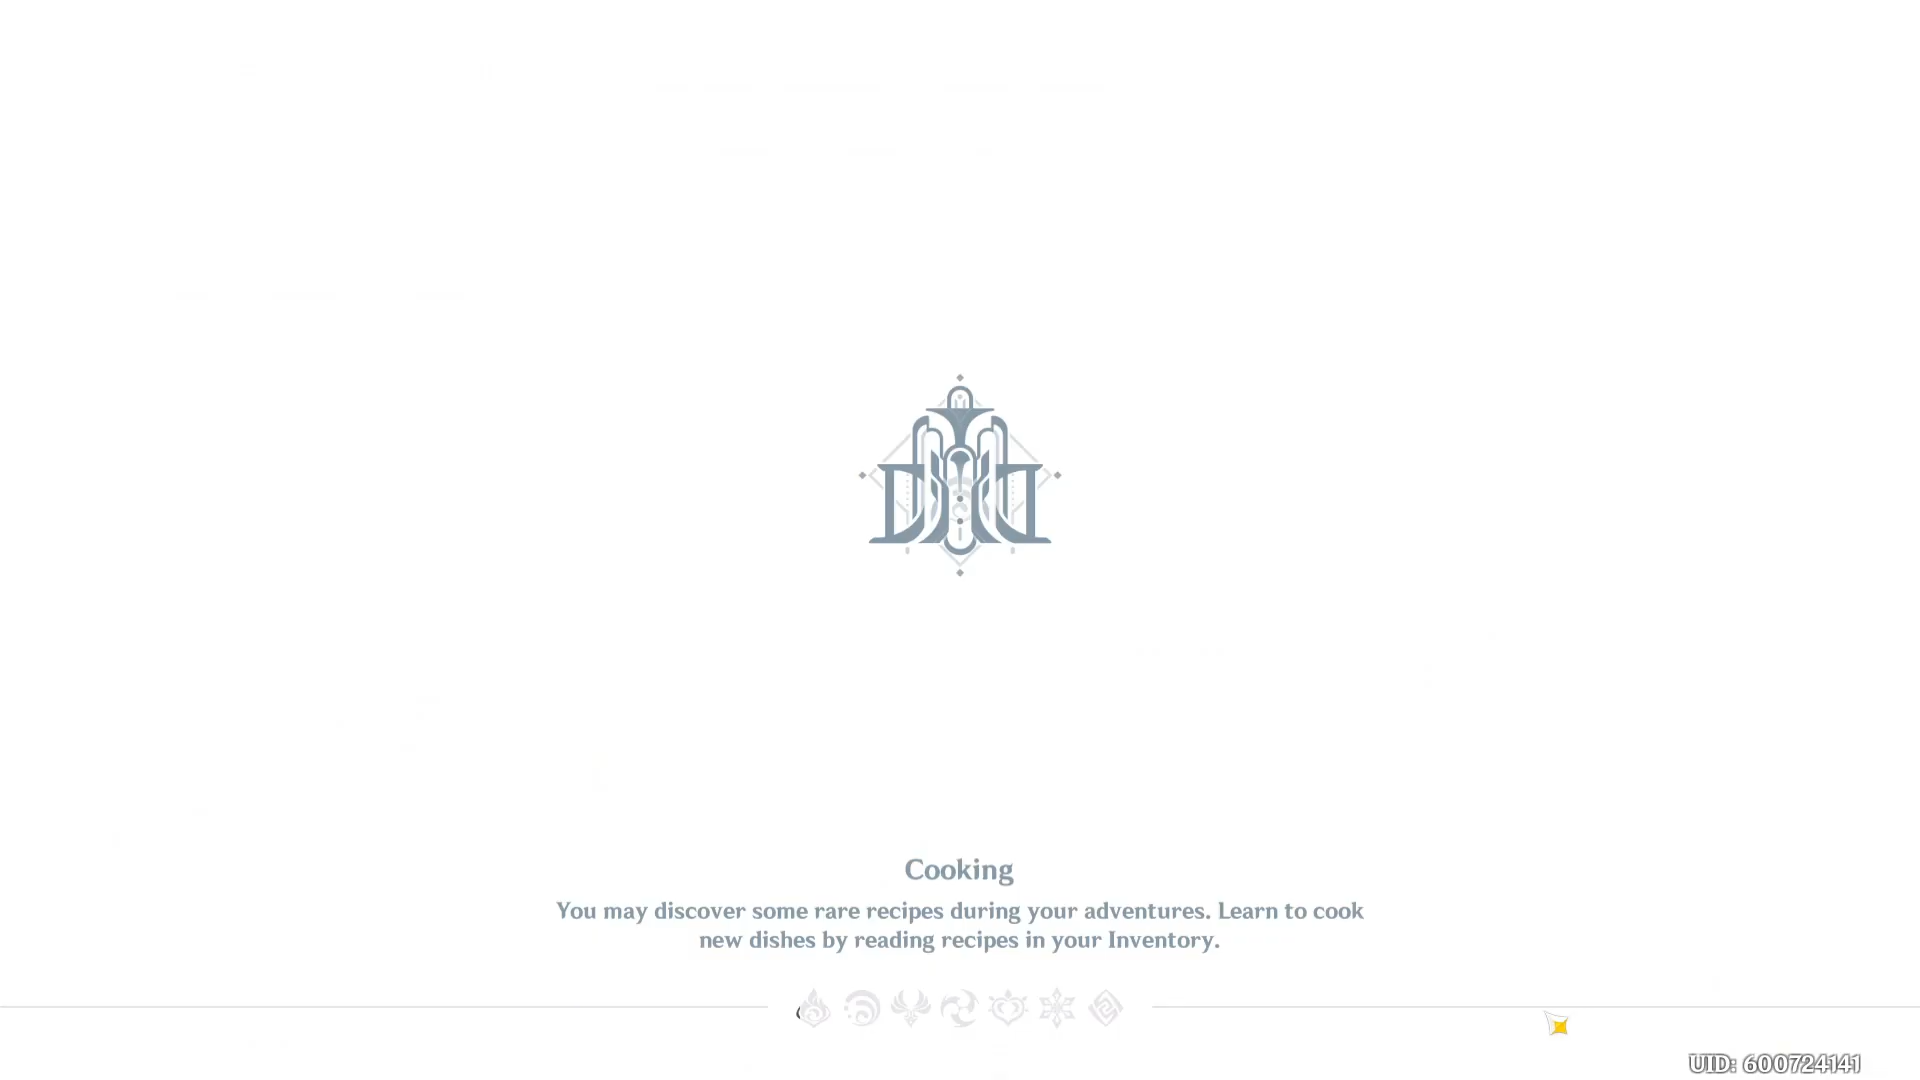 Cooking
You may discover some rare recipes during your adventures. Learn to cook
new dishes by reading recipes in your Inventory.
UID: 600724141